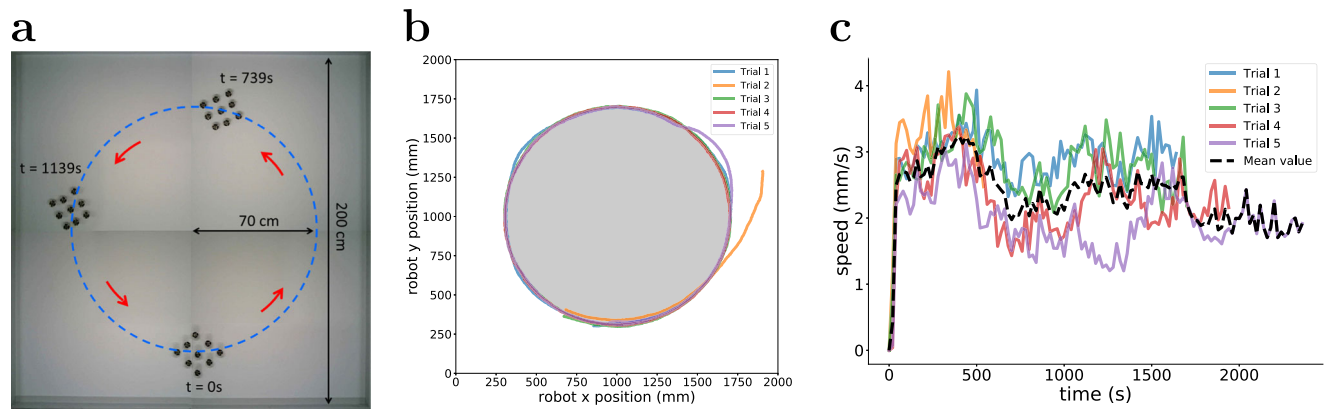 a
t = 739s
t = 1139s
70 cm
200 cm
t = 0s
b
2000
1750
1500
1250
1000
750
500
250
0
0 250 500 750 1000 1250 1500 1750 2000
robot x position (mm)
robot y position (mm)
Trial 1
Trial 2
Trial 3
Trial 4
Trial 5
c
4
3
2
1
0
0 500 1000 1500 2000
time (s)
speed (mm/s)
Trial 1
Trial 2
Trial 3
Trial 4
Trial 5
Mean value